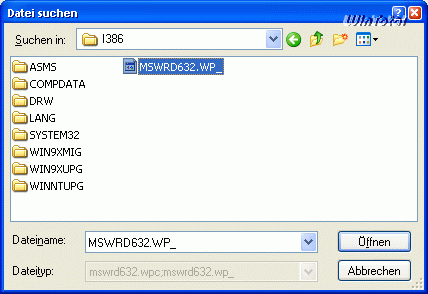 Datei suchen
WinTotal
Suchen in: I386
ASMS MSWRD632.WP_
COMPDATA
DRW
LANG
SYSTEM32
WIN9XMIG
WIN9XUPG
WINNTUPG
Dateiname: MSWRD632.WP_ Öffnen
Dateityp: mswrd632.wpc;mswrd632.wp_ Abbrechen